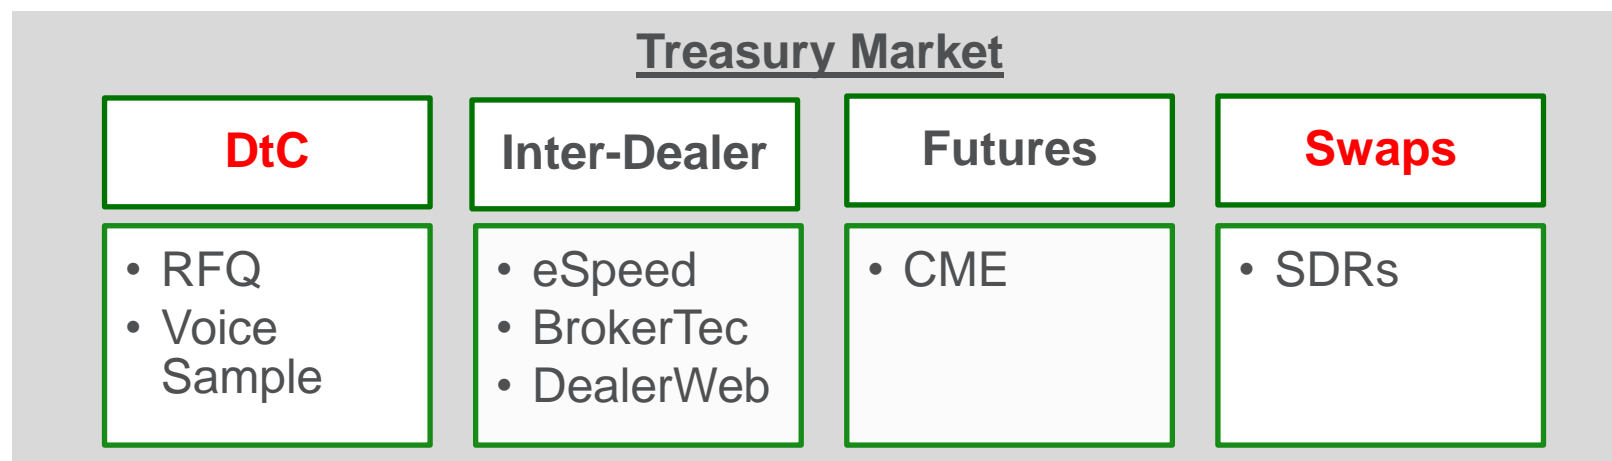 Treasury Market
DtC
Inter-Dealer
Futures
Swaps
• RFQ
• Voice
Sample
• eSpeed
• BrokerTec
• DealerWeb
• CME
• SDRs